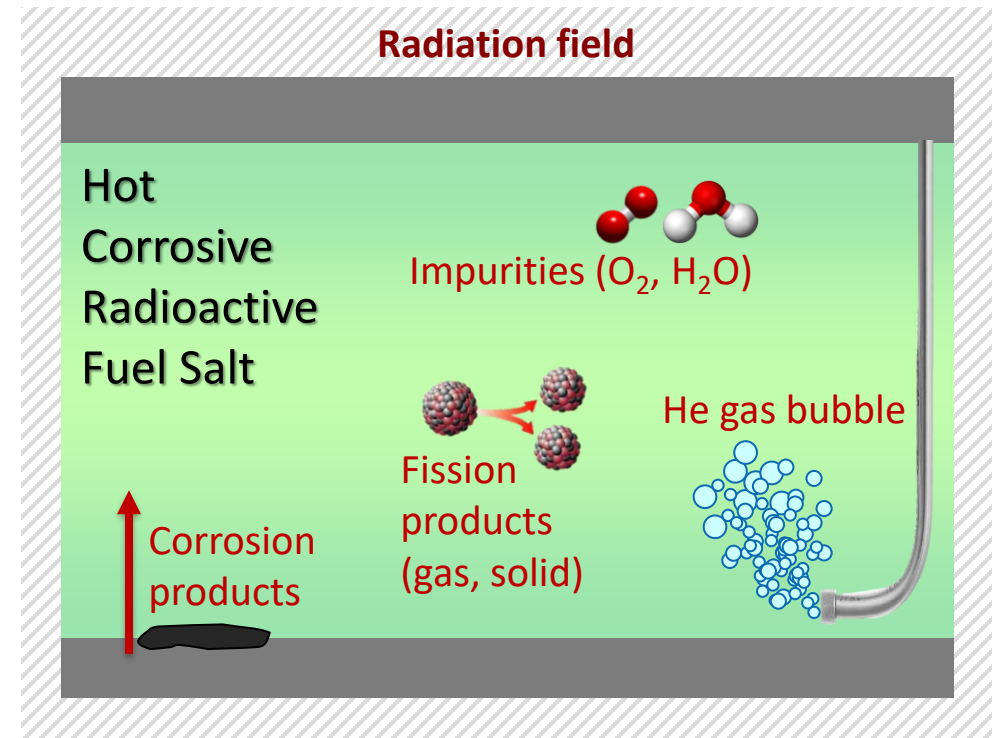 Radiation field
Hot
Corrosive
Radioactive
Fuel Salt
Impurities (O₂, H₂O)
He gas bubble
Fission
products
(gas, solid)
Corrosion
products